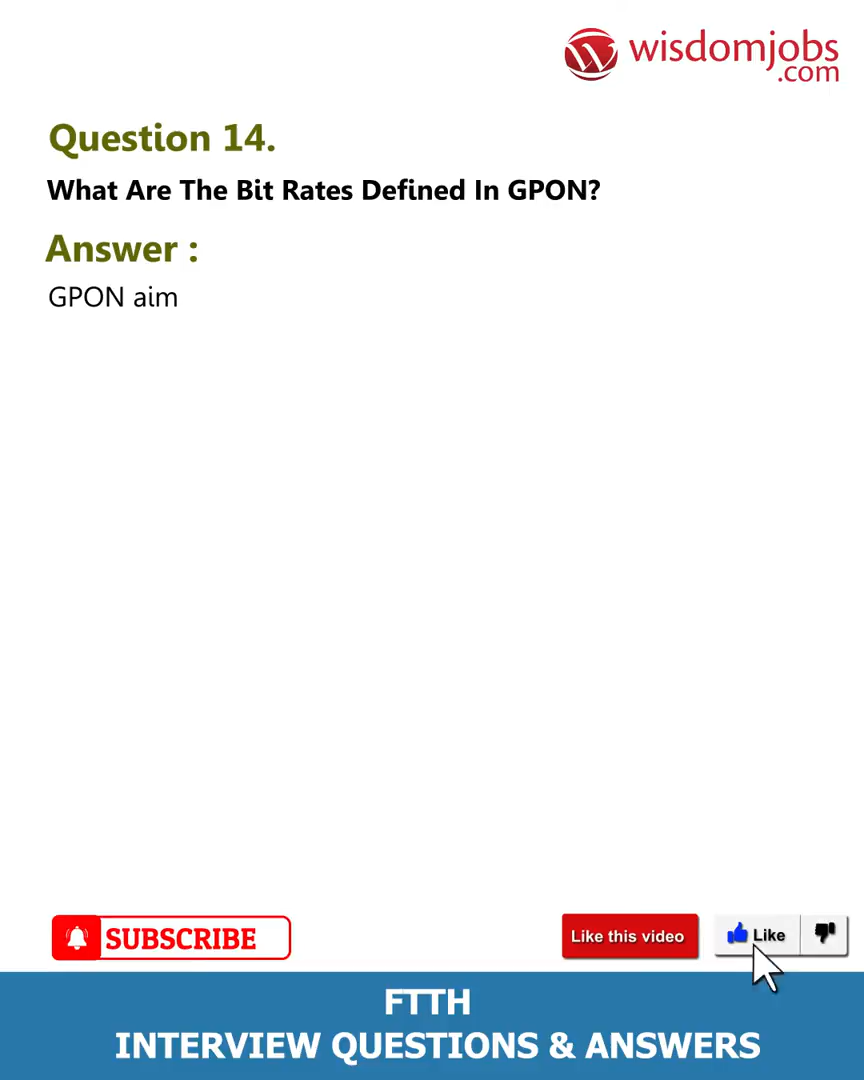 wisdomjobs
.com
Question 14.
What Are The Bit Rates Defined In GPON?
Answer :
GPON aim
SUBSCRIBE
Like this video
Like
FTTH
INTERVIEW QUESTIONS & ANSWERS